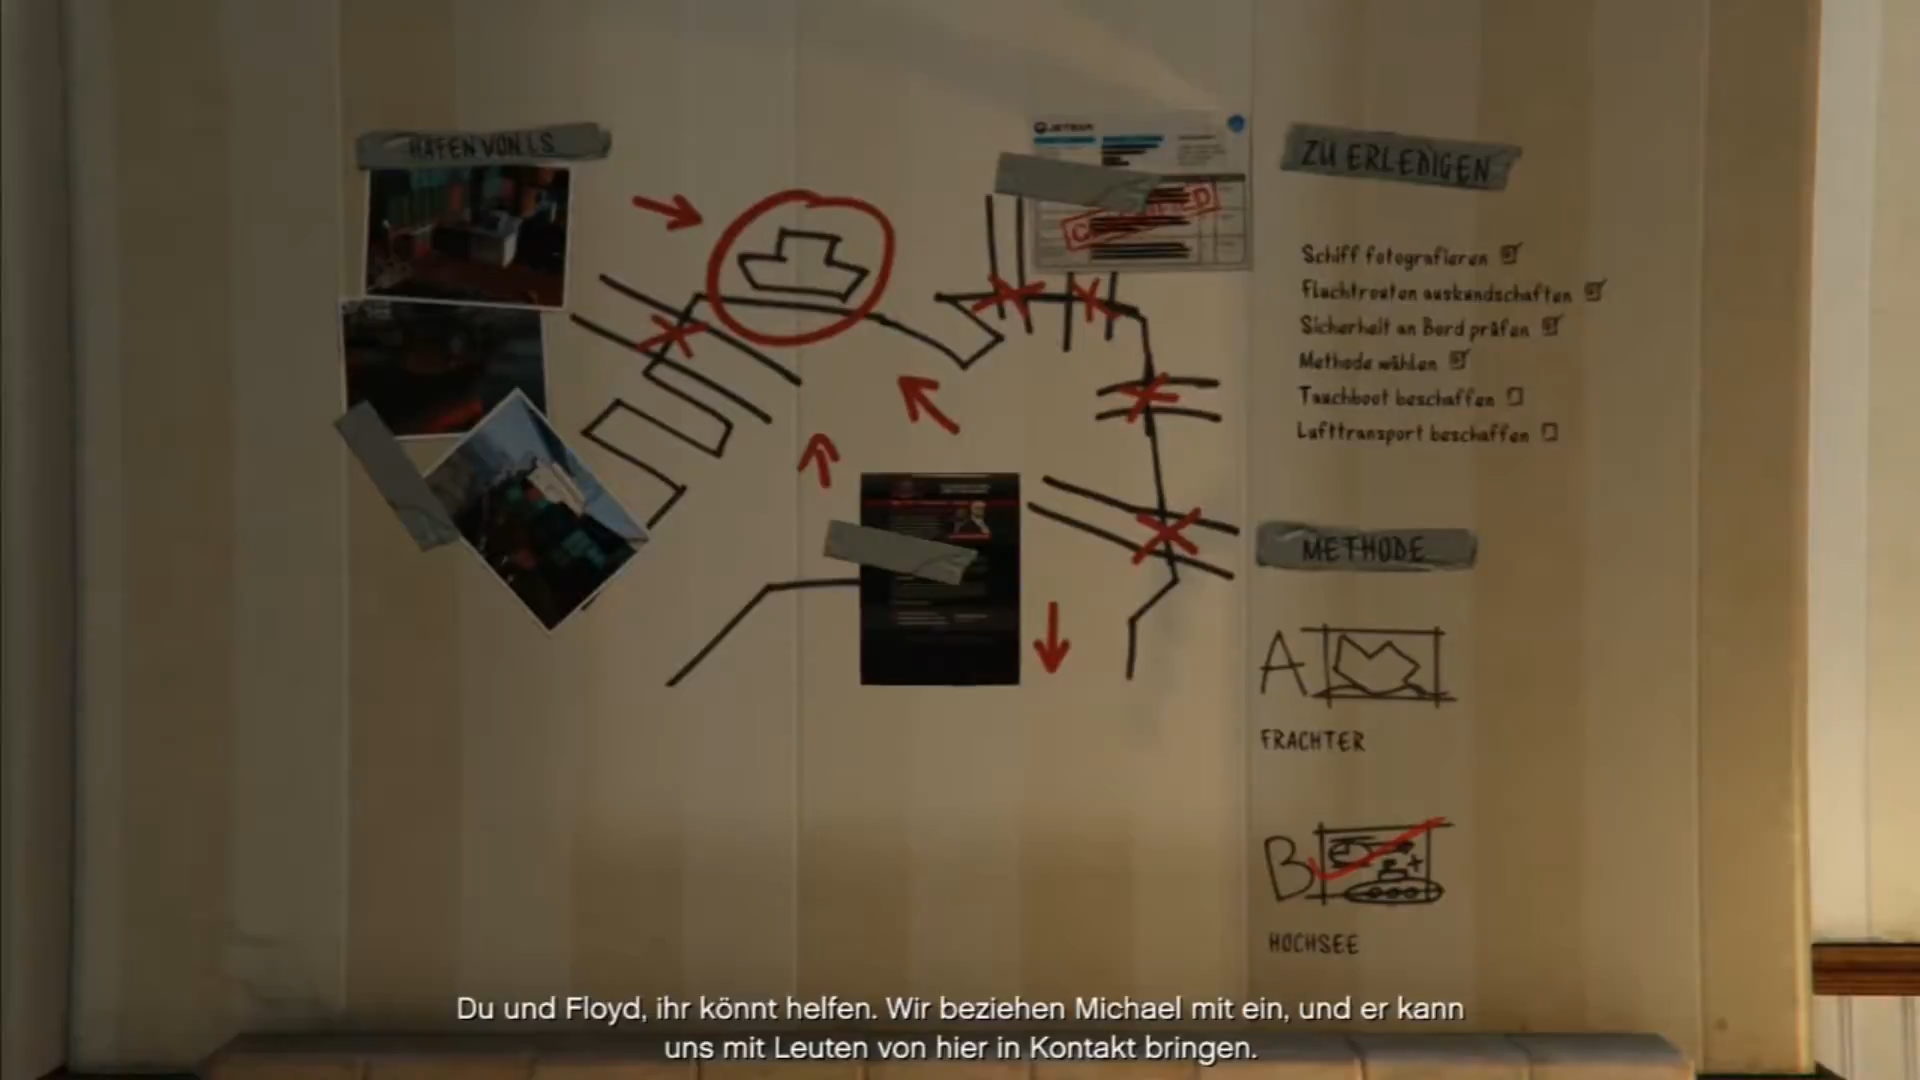 HAFEN VON LS
JETSAM
ZU ERLEDIGEN
Schiff fotografieren
Fluchtrouten auskundschaften
Sicherheit an Bord prüfen
Methode wählen
Tauchboot beschaffen
Lufttransport beschaffen
METHODE
A
FRACHTER
B
HOCHSEE
Du und Floyd, ihr könnt helfen. Wir beziehen Michael mit ein, und er kann
uns mit Leuten von hier in Kontakt bringen.